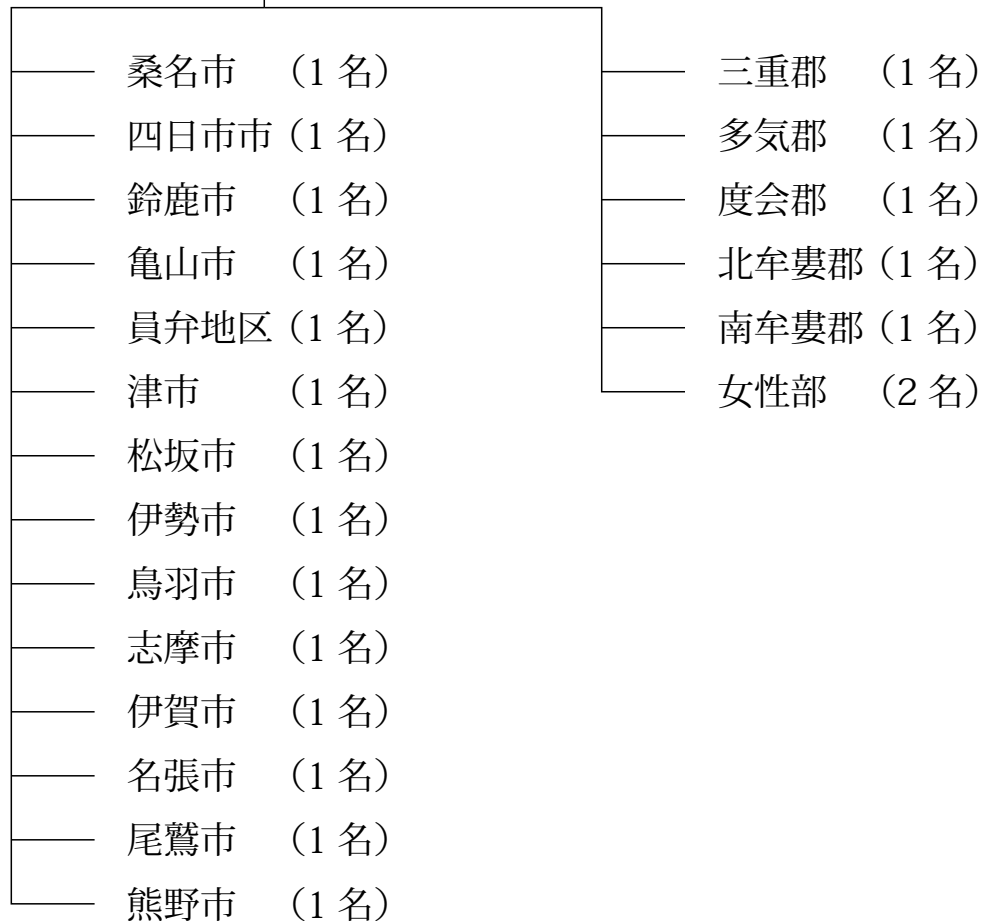 桑名市 （1 名）
四日市市（1 名）
鈴鹿市 （1 名）
亀山市 （1 名）
員弁地区（1 名）
津市 （1 名）
松坂市 （1 名）
伊勢市 （1 名）
鳥羽市 （1 名）
志摩市 （1 名）
伊賀市 （1 名）
名張市 （1 名）
尾鷲市 （1 名）
熊野市 （1 名）
三重郡 （1 名）
多気郡 （1 名）
度会郡 （1 名）
北牟婁郡（1 名）
南牟婁郡（1 名）
女性部 （2 名）